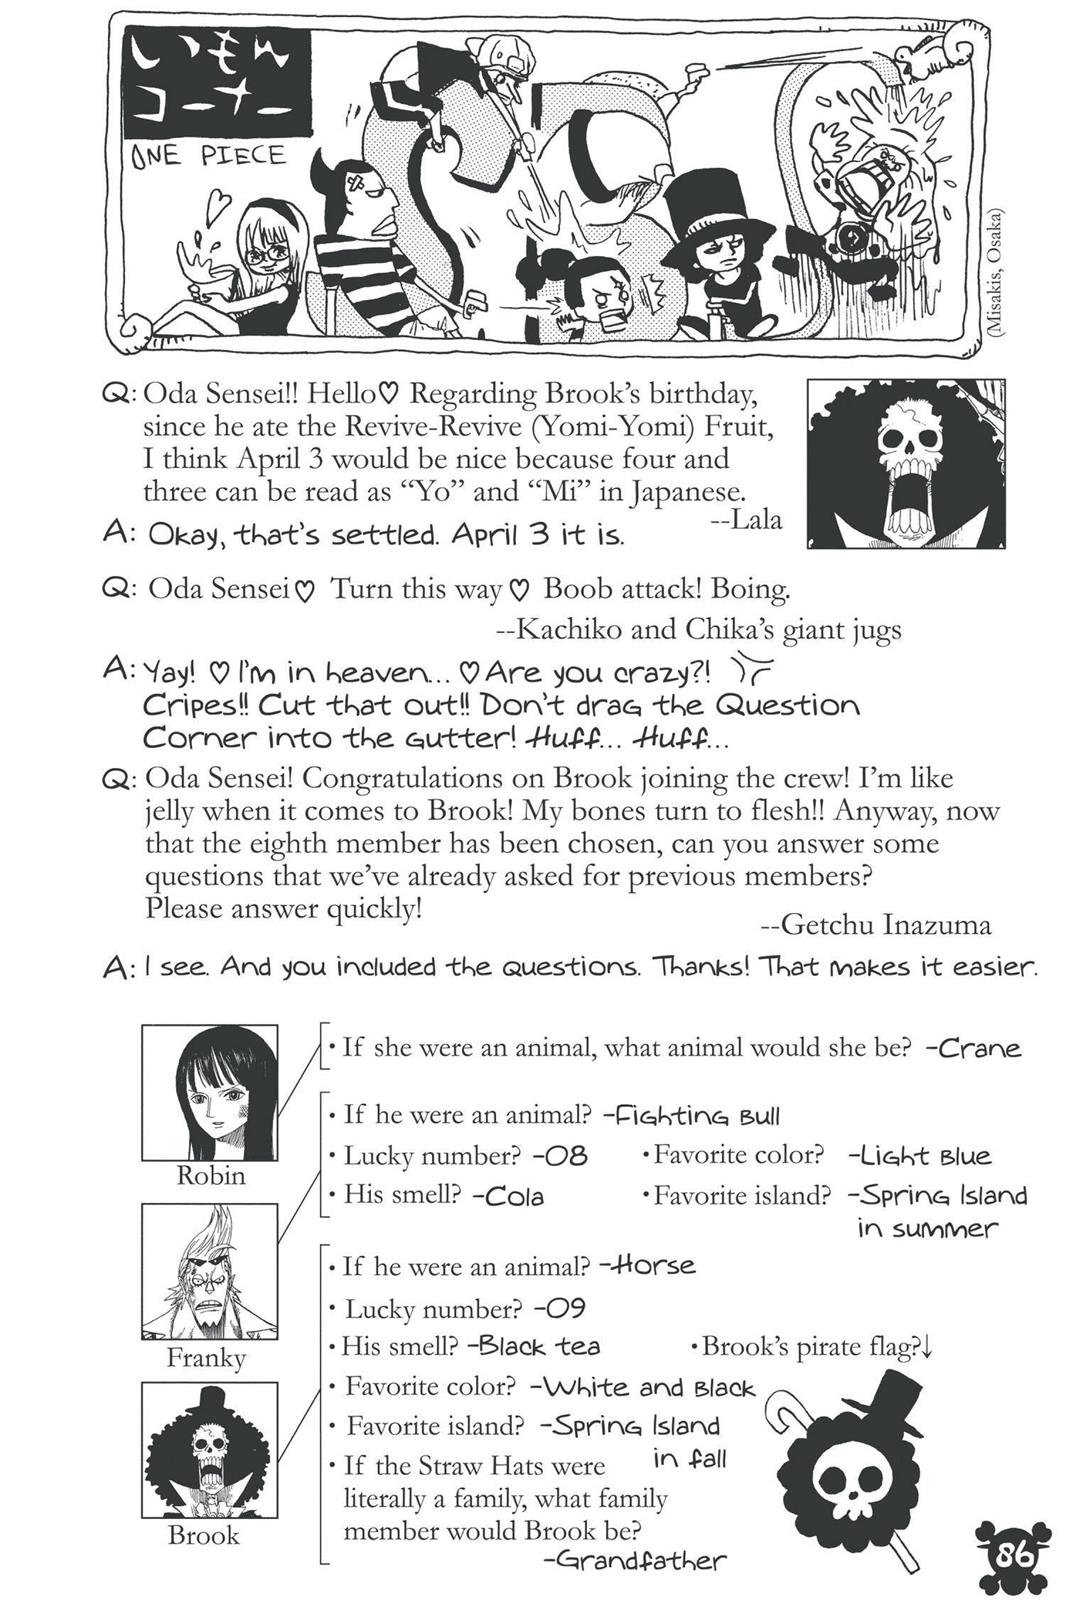 しつもん
コーナー
ONE PIECE
(Misakis, Osaka)
Q: Oda Sensei!! Hello♡ Regarding Brook's birthday,
since he ate the Revive-Revive (Yomi-Yomi) Fruit,
I think April 3 would be nice because four and
three can be read as "Yo" and "Mi" in Japanese.
--Lala
A: Okay, that's settled. April 3 it is.
Q: Oda Sensei♡ Turn this way♡ Boob attack! Boing.
--Kachiko and Chika's giant jugs
A: Yay! ♡ I'm in heaven... ♡ Are you crazy?!
Cripes!! Cut that out!! Don't drag the Question
Corner into the gutter! Huff... Huff...
Q: Oda Sensei! Congratulations on Brook joining the crew! I'm like
jelly when it comes to Brook! My bones turn to flesh!! Anyway, now
that the eighth member has been chosen, can you answer some
questions that we've already asked for previous members?
Please answer quickly!
--Getchu Inazuma
A: I see. And you included the questions. Thanks! That makes it easier.
Robin
• If she were an animal, what animal would she be? -Crane
Franky
• If he were an animal? -Fighting Bull
• Lucky number? -08 • Favorite color? -Light Blue
• His smell? -Cola • Favorite island? -Spring Island
in summer
Brook
• If he were an animal? -Horse
• Lucky number? -09
• His smell? -Black tea • Brook's pirate flag?↓
• Favorite color? -White and Black
• Favorite island? -Spring Island
in fall
• If the Straw Hats were
literally a family, what family
member would Brook be?
-Grandfather
86